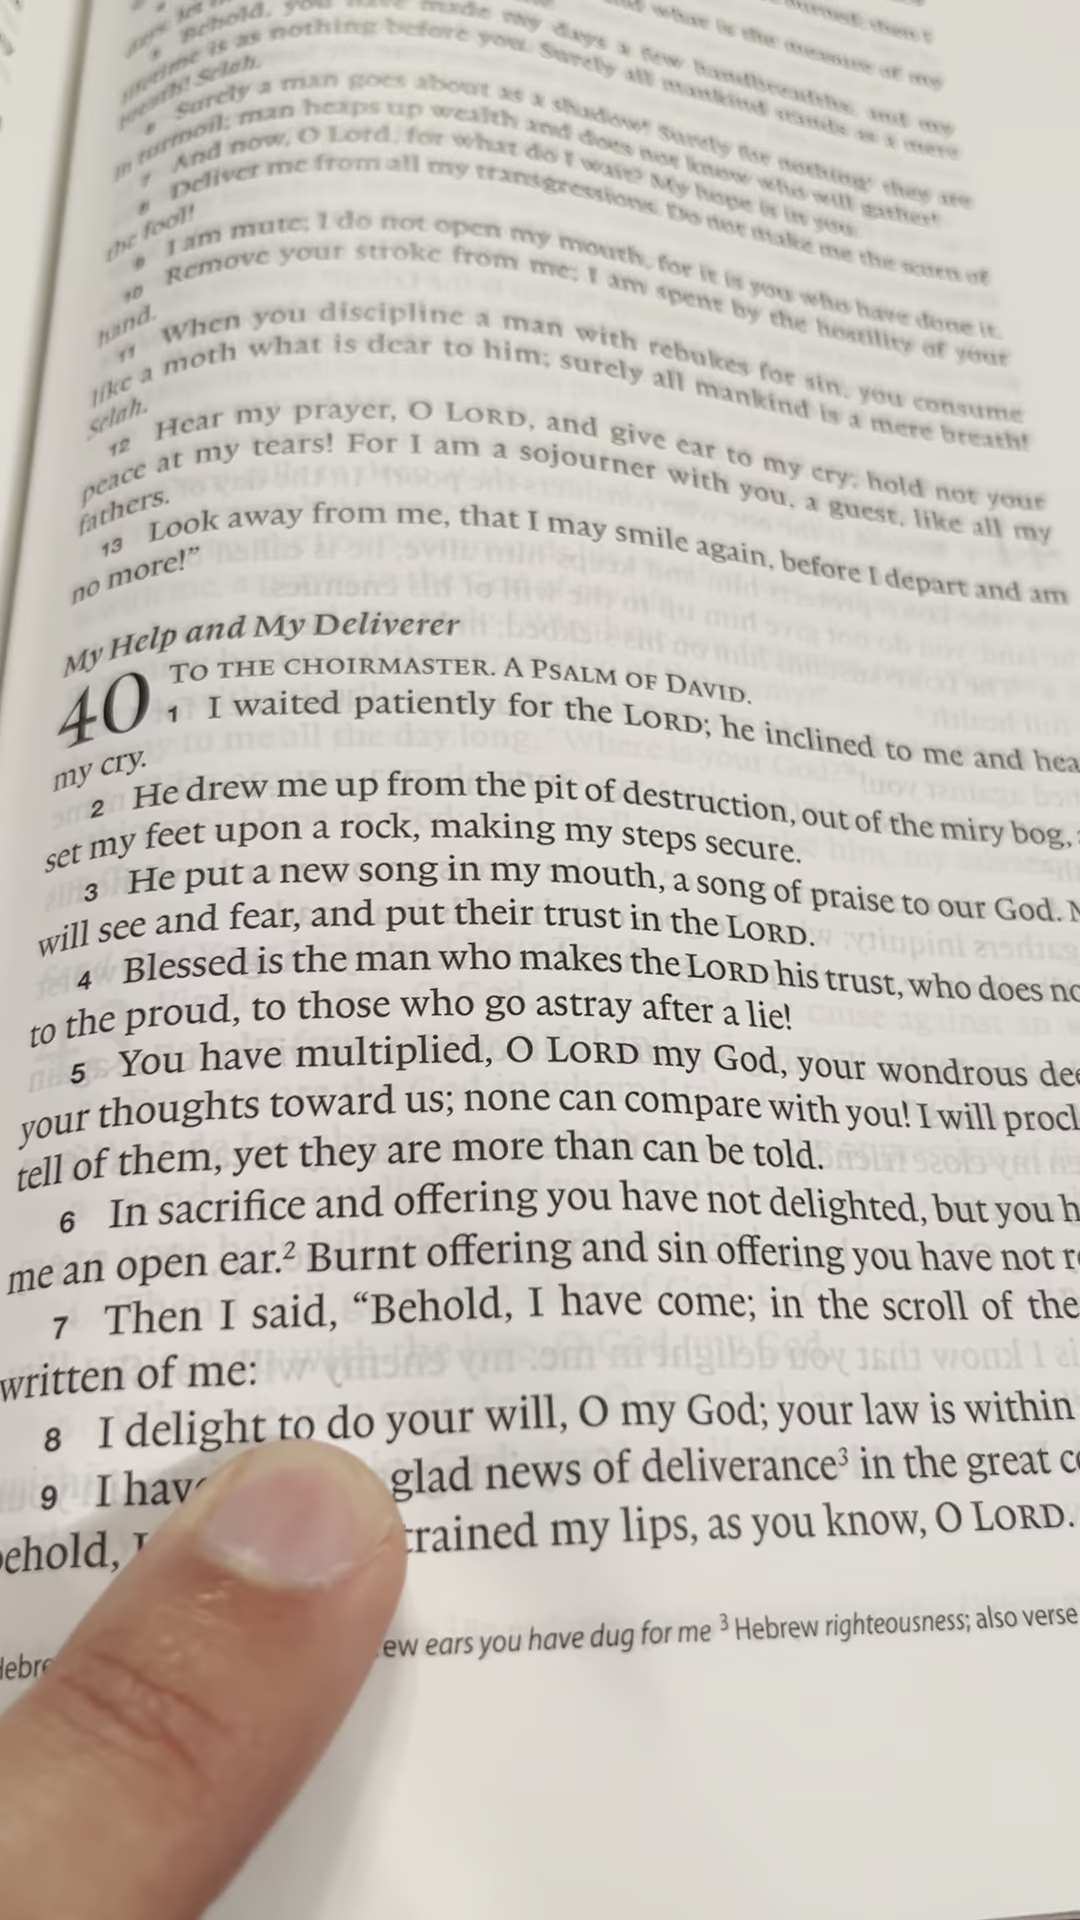 Behold, you have made my days a few handbreadths, and my
lifetime is as nothing before you. Surely all mankind stands as a mere
breath! Selah.
6 Surely a man goes about as a shadow! Surely for nothing they are
in turmoil; man heaps up wealth and does not know who will gather!
7 And now, O Lord, for what do I wait? My hope is in you.
8 Deliver me from all my transgressions. Do not make me the scorn of
the fool!
9 I am mute; I do not open my mouth, for it is you who have done it.
10 Remove your stroke from me; I am spent by the hostility of your
hand.
11 When you discipline a man with rebukes for sin, you consume
like a moth what is dear to him; surely all mankind is a mere breath!
Selah.
12 Hear my prayer, O LORD, and give ear to my cry; hold not your
peace at my tears! For I am a sojourner with you, a guest, like all my
fathers.
13 Look away from me, that I may smile again, before I depart and am
no more!”
My Help and My Deliverer
40 TO THE CHOIRMASTER. A PSALM OF DAVID.
1 I waited patiently for the LORD; he inclined to me and hea
my cry.
2 He drew me up from the pit of destruction, out of the miry bog,
set my feet upon a rock, making my steps secure.
3 He put a new song in my mouth, a song of praise to our God.
will see and fear, and put their trust in the LORD.
4 Blessed is the man who makes the LORD his trust, who does no
to the proud, to those who go astray after a lie!
5 You have multiplied, O LORD my God, your wondrous dee
your thoughts toward us; none can compare with you! I will procl
tell of them, yet they are more than can be told.
6 In sacrifice and offering you have not delighted, but you h
me an open ear.² Burnt offering and sin offering you have not r
7 Then I said, “Behold, I have come; in the scroll of the
written of me:
8 I delight to do your will, O my God; your law is within
9 I hav glad news of deliverance³ in the great c
ehold, I trained my lips, as you know, O LORD.
Hebre ew ears you have dug for me ³ Hebrew righteousness; also verse